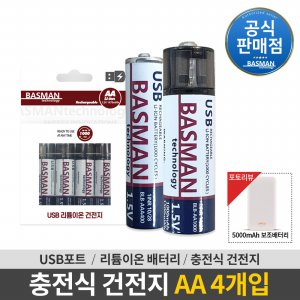 BASMAN
technology
AA
Rechargeable
USB 리튬이온 건전지
USB
BASMAN
technology
1.5V
USB
BASMAN
technology
1.5V
공식
판매점
BASMAN
포토리뷰
5000mAh 보조배터리
USB포트 / 리튬이온 배터리 / 충전식 건전지
충전식 건전지 AA 4개입